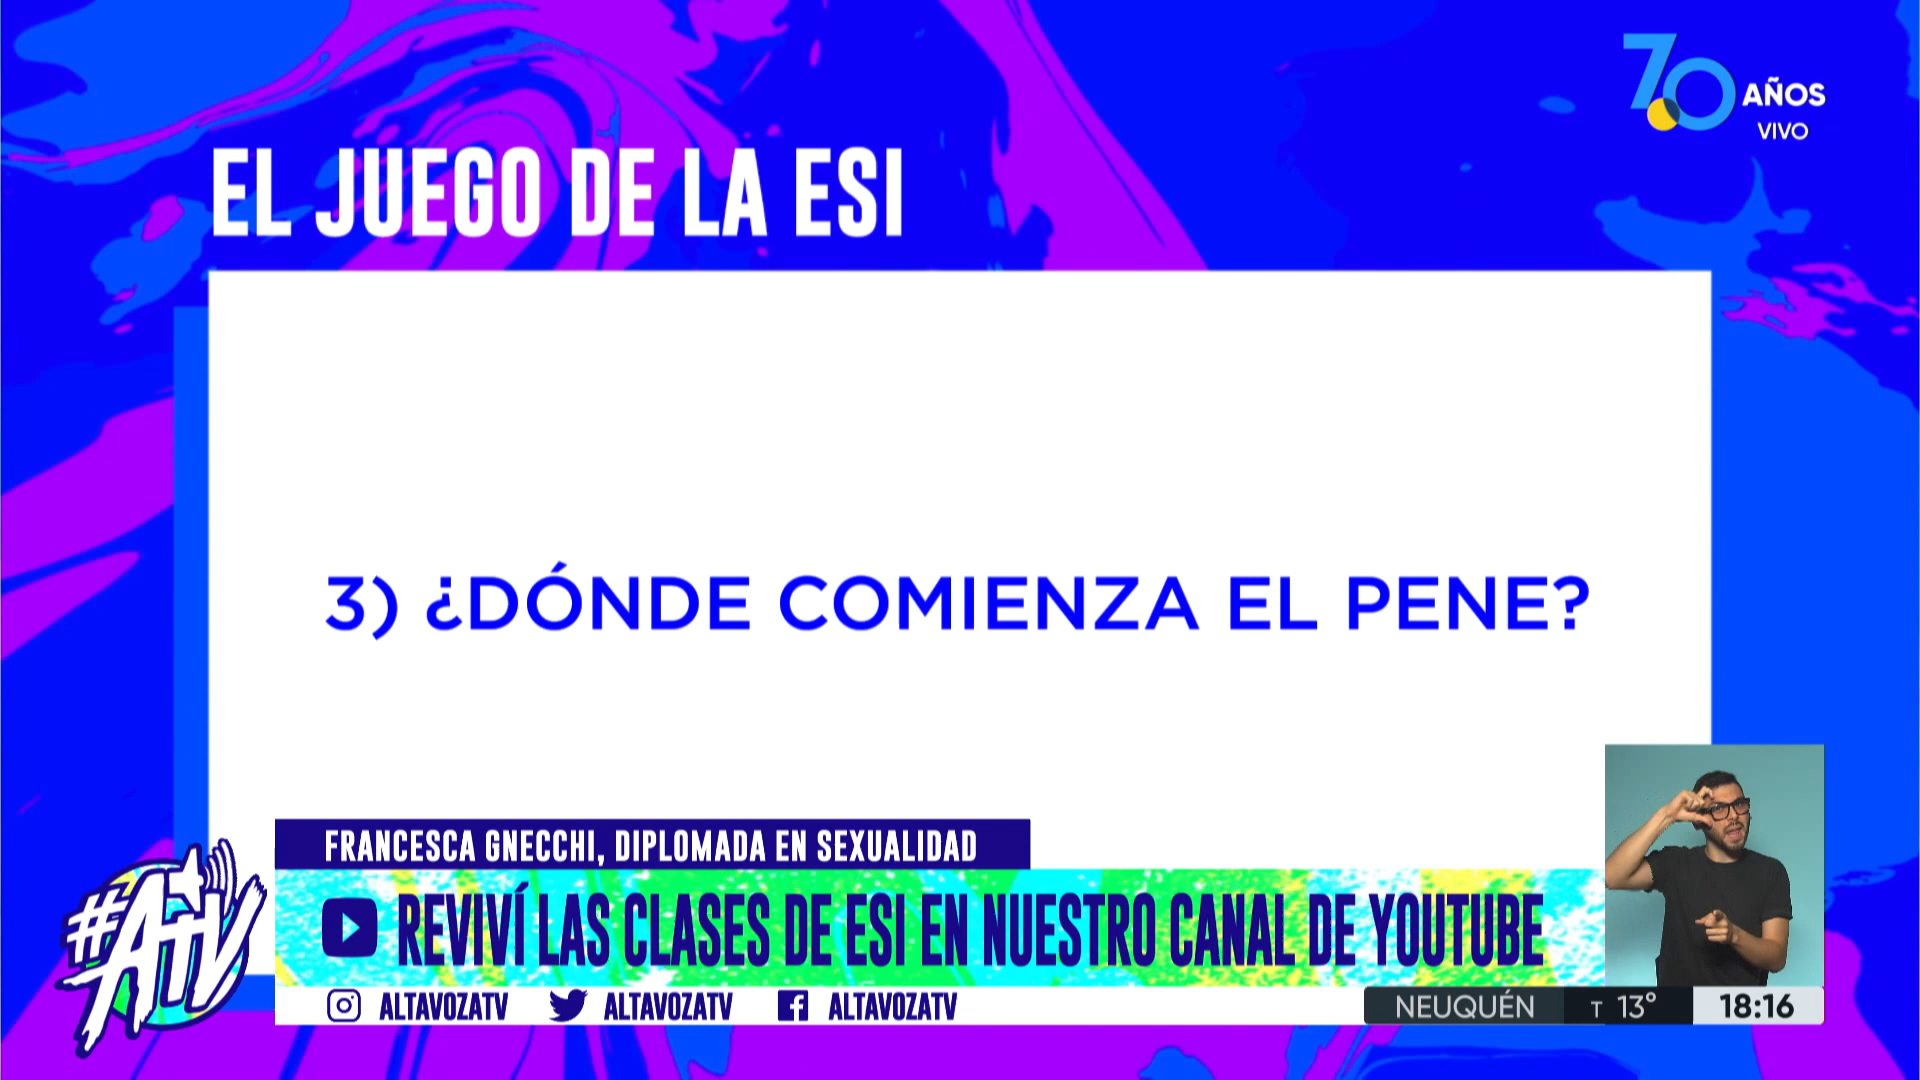 70 AÑOS
VIVO
EL JUEGO DE LA ESI
3) ¿DÓNDE COMIENZA EL PENE?
FRANCESCA GNECCHI, DIPLOMADA EN SEXUALIDAD
REVIVÍ LAS CLASES DE ESI EN NUESTRO CANAL DE YOUTUBE
#ATV
ALTAVOZATV ALTAVOZATV ALTAVOZATV
NEUQUÉN T 13° 18:16